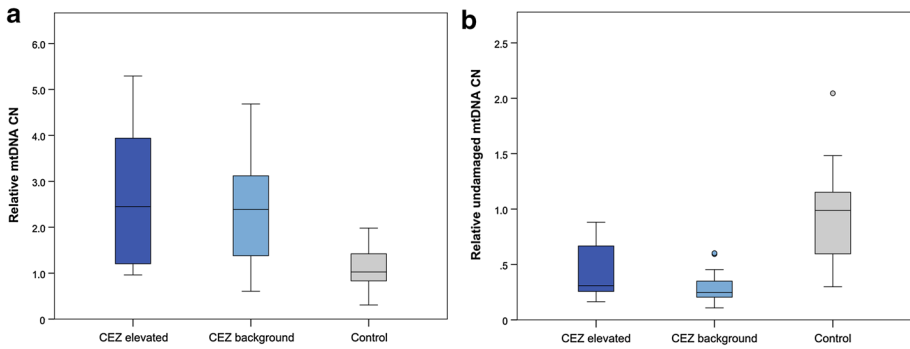 a
Relative mtDNA CN
6.0
5.0
4.0
3.0
2.0
1.0
0
CEZ elevated
CEZ background
Control
b
Relative undamaged mtDNA CN
2.5
2.0
1.5
1.0
.5
0
CEZ elevated
CEZ background
Control